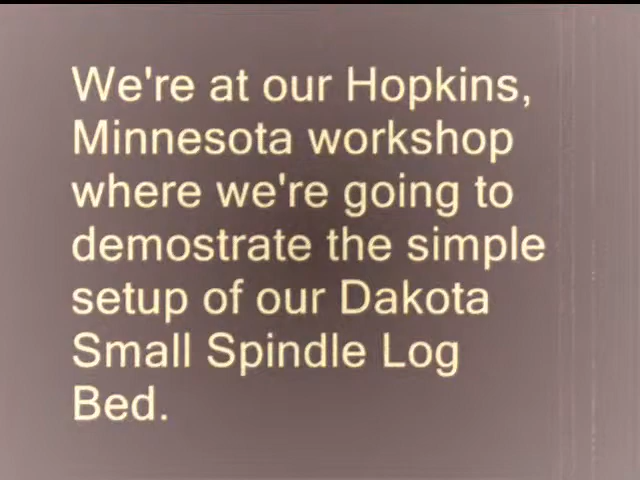 We're at our Hopkins,
Minnesota workshop
where we're going to
demostrate the simple
setup of our Dakota
Small Spindle Log
Bed.